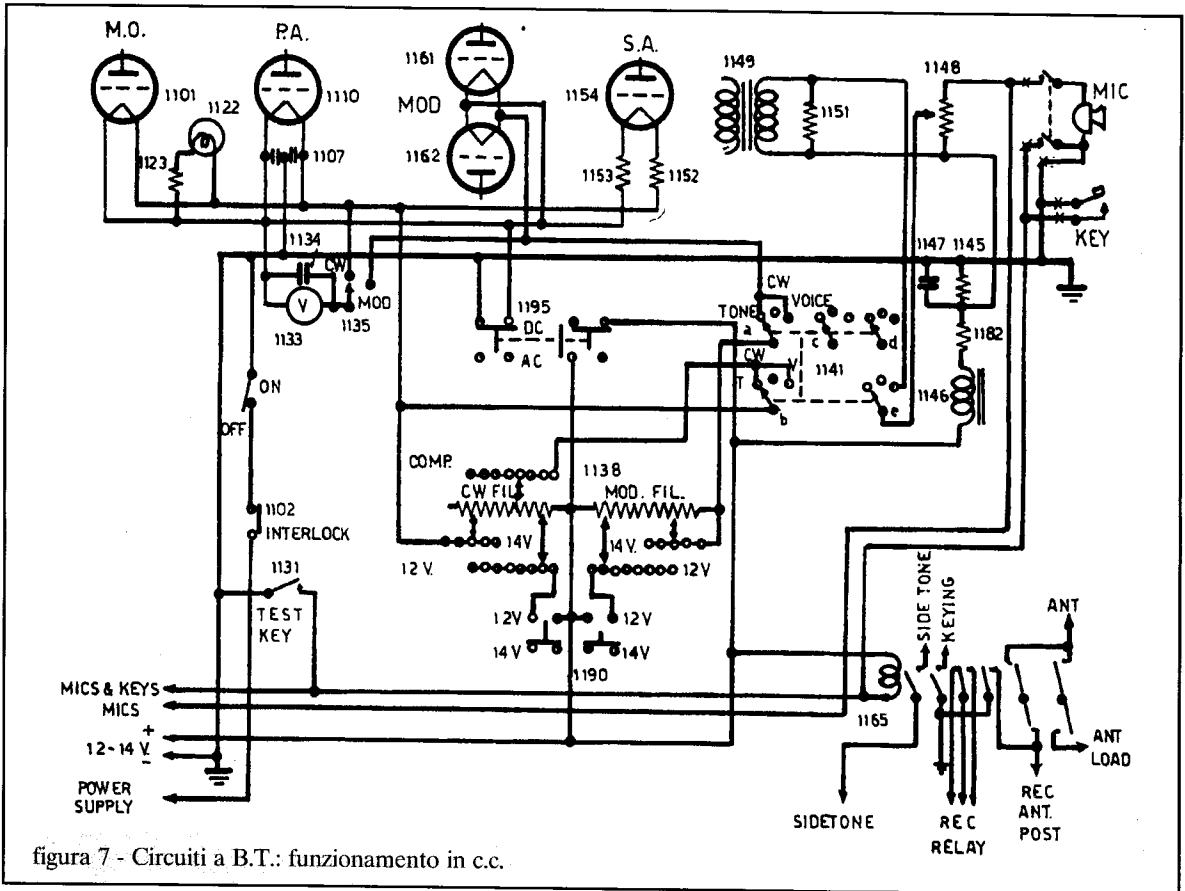 M.O.
P.A.
1161
S.A.
1149
1148
1122
1101
1110
MOD
1154
1151
MIC
1123
1107
1162
1153
1152
KEY
1134
CW
1147
1145
V
MOD
1133
1135
1195
DC
AC
CW
TONE
VOICE
a
c
d
1182
CW
V
1141
T
b
e
1146
ON
OFF
COMP.
1138
CW FIL.
MOD. FIL.
1102
INTERLOCK
14V
14V.
12 V.
12V
1131
TEST
KEY
12V
12V
14V
14V
1190
SIDE TONE
KEYING
ANT
MICS & KEYS
MICS
1165
+
12-14 V.
-
ANT
LOAD
POWER
SUPPLY
SIDETONE
REC
RELAY
REC
ANT.
POST
figura 7 - Circuiti a B.T.: funzionamento in c.c.